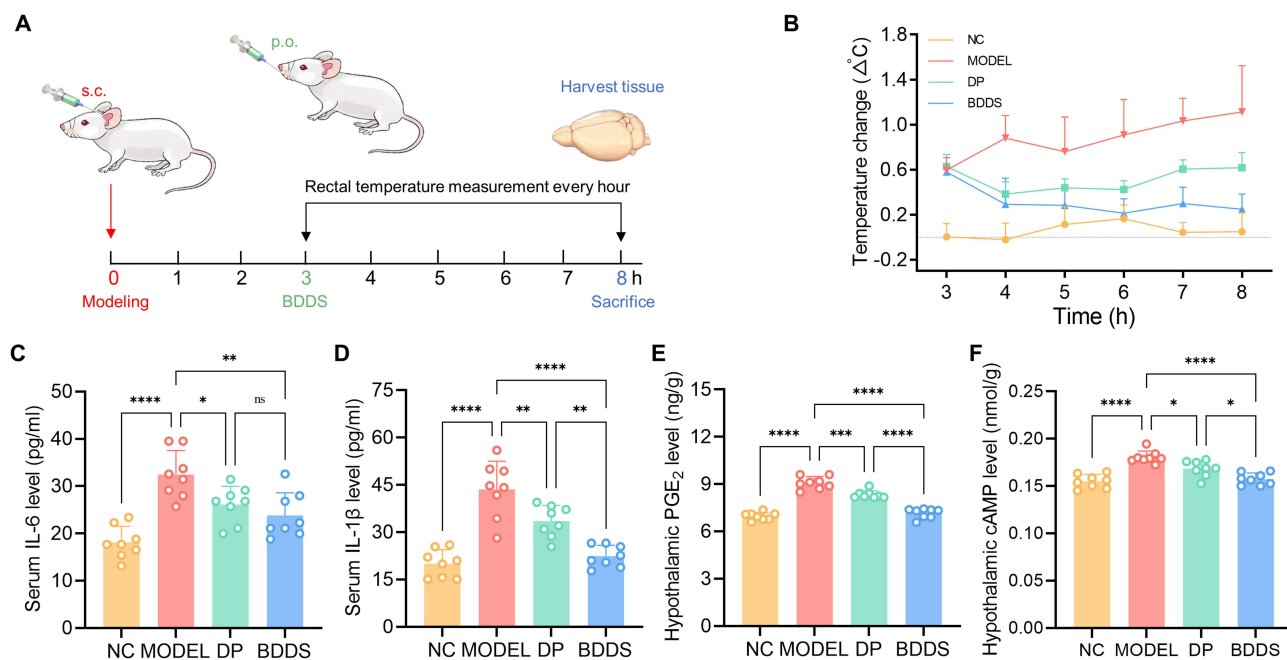 A
s.c.
p.o.
Harvest tissue
Rectal temperature measurement every hour
0 1 2 3 4 5 6 7 8 h
Modeling BDDS Sacrifice
B
Temperature change (△°C)
1.8
1.4
1.0
0.6
0.2
-0.2
NC
MODEL
DP
BDDS
3 4 5 6 7 8
Time (h)
C
Serum IL-6 level (pg/ml)
50
40
30
20
10
0
**
**** * ns
NC MODEL DP BDDS
D
Serum IL-1β level (pg/ml)
75
60
45
30
15
0
****
**** ** **
NC MODEL DP BDDS
E
Hypothalamic PGE₂ level (ng/g)
15
12
9
6
3
0
****
**** *** ****
NC MODEL DP BDDS
F
Hypothalamic cAMP level (nmol/g)
0.25
0.20
0.15
0.10
0.05
0.00
****
**** * *
NC MODEL DP BDDS